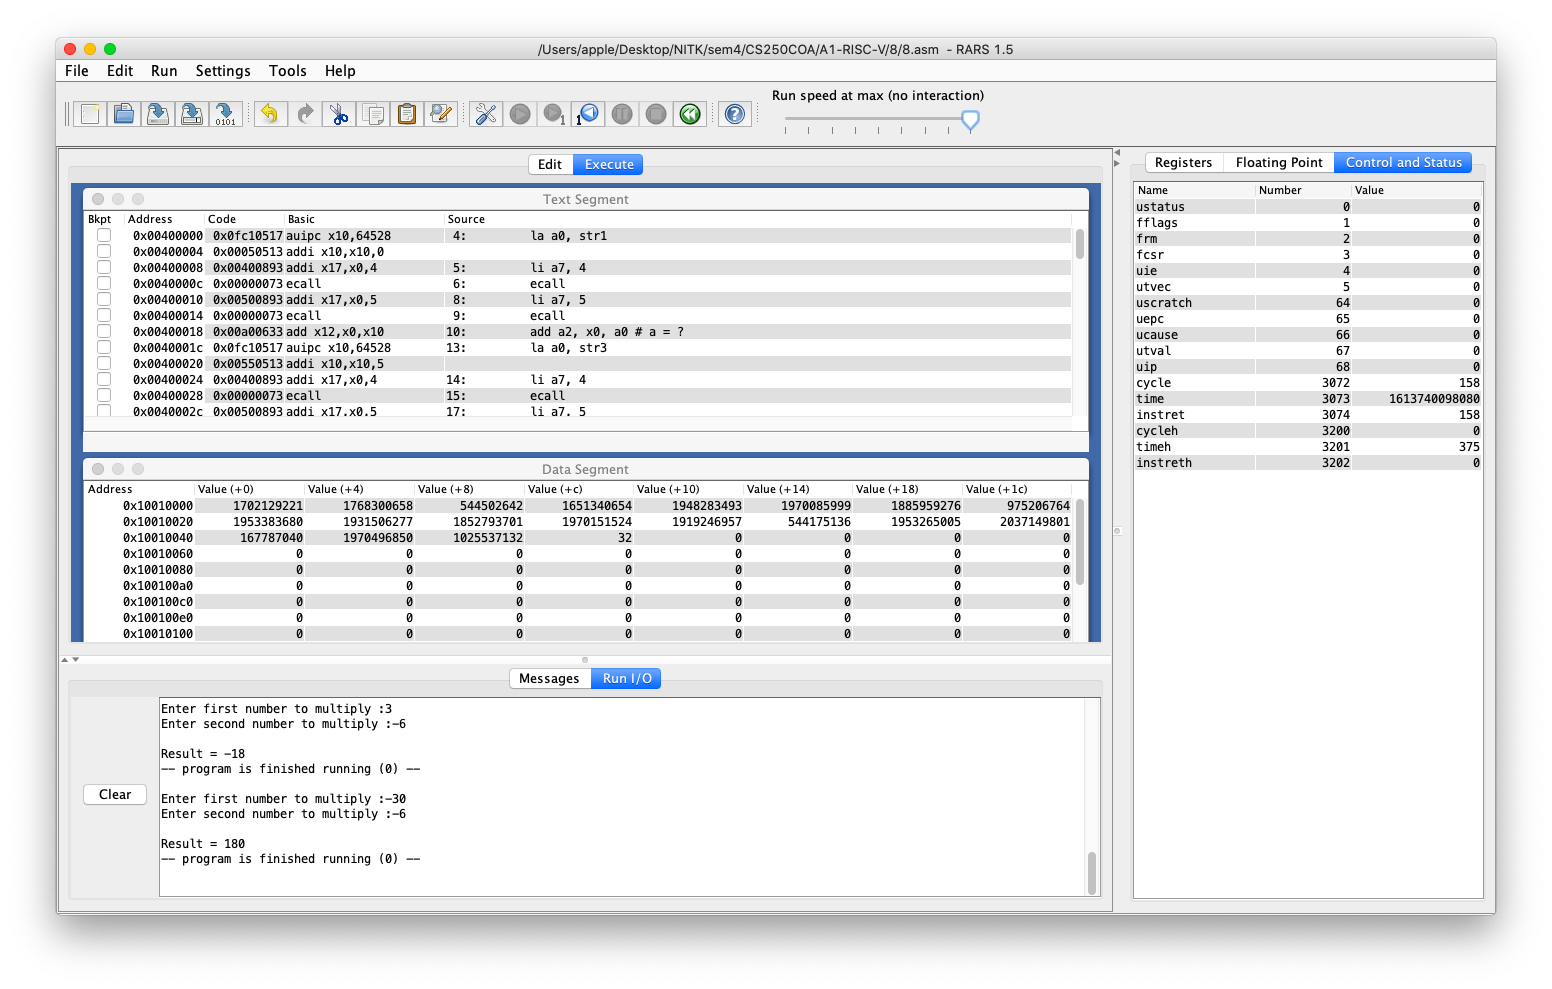 /Users/apple/Desktop/NITK/sem4/CS250COA/A1-RISC-V/8/8.asm - RARS 1.5
File Edit Run Settings Tools Help
Run speed at max (no interaction)
Edit Execute
Text Segment
Bkpt Address Code Basic Source
0x00400000 0x0fc10517 auipc x10,64528 4: la a0, str1
0x00400004 0x00050513 addi x10,x10,0
0x00400008 0x00400893 addi x17,x0,4 5: li a7, 4
0x0040000c 0x00000073 ecall 6: ecall
0x00400010 0x00500893 addi x17,x0,5 8: li a7, 5
0x00400014 0x00000073 ecall 9: ecall
0x00400018 0x00a00633 add x12,x0,x10 10: add a2, x0, a0 # a = ?
0x0040001c 0x0fc10517 auipc x10,64528 13: la a0, str3
0x00400020 0x00550513 addi x10,x10,5
0x00400024 0x00400893 addi x17,x0,4 14: li a7, 4
0x00400028 0x00000073 ecall 15: ecall
0x0040002c 0x00500893 addi x17,x0,5 17: li a7, 5
Data Segment
Address Value (+0) Value (+4) Value (+8) Value (+c) Value (+10) Value (+14) Value (+18) Value (+1c)
0x10010000 1702129221 1768300658 544502642 1651340654 1948283493 1970085999 1885959276 975206764
0x10010020 1953383680 1931506277 1852793701 1970151524 1919246957 544175136 1953265005 2037149801
0x10010040 167787040 1970496850 1025537132 32 0 0 0 0
0x10010060 0 0 0 0 0 0 0 0
0x10010080 0 0 0 0 0 0 0 0
0x100100a0 0 0 0 0 0 0 0 0
0x100100c0 0 0 0 0 0 0 0 0
0x100100e0 0 0 0 0 0 0 0 0
0x10010100 0 0 0 0 0 0 0 0
Messages Run I/O
Clear
Enter first number to multiply :3
Enter second number to multiply :-6
Result = -18
-- program is finished running (0) --
Enter first number to multiply :-30
Enter second number to multiply :-6
Result = 180
-- program is finished running (0) --
Registers Floating Point Control and Status
Name Number Value
ustatus 0 0
fflags 1 0
frm 2 0
fcsr 3 0
uie 4 0
utvec 5 0
uscratch 64 0
uepc 65 0
ucause 66 0
utval 67 0
uip 68 0
cycle 3072 158
time 3073 1613740098080
instret 3074 158
cycleh 3200 0
timeh 3201 375
instreth 3202 0